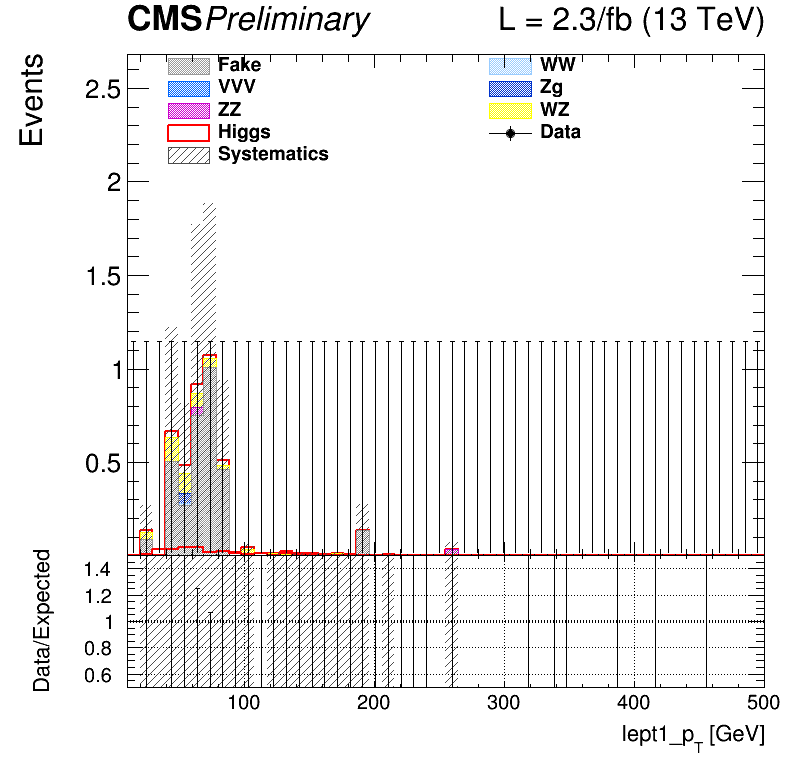 CMS Preliminary L = 2.3/fb (13 TeV)
Events
Fake WW
VVV Zg
ZZ WZ
Higgs Data
Systematics
2.5
2
1.5
1
0.5
Data/Expected
1.4
1.2
1
0.8
0.6
100 200 300 400 500
lept1_p_T [GeV]